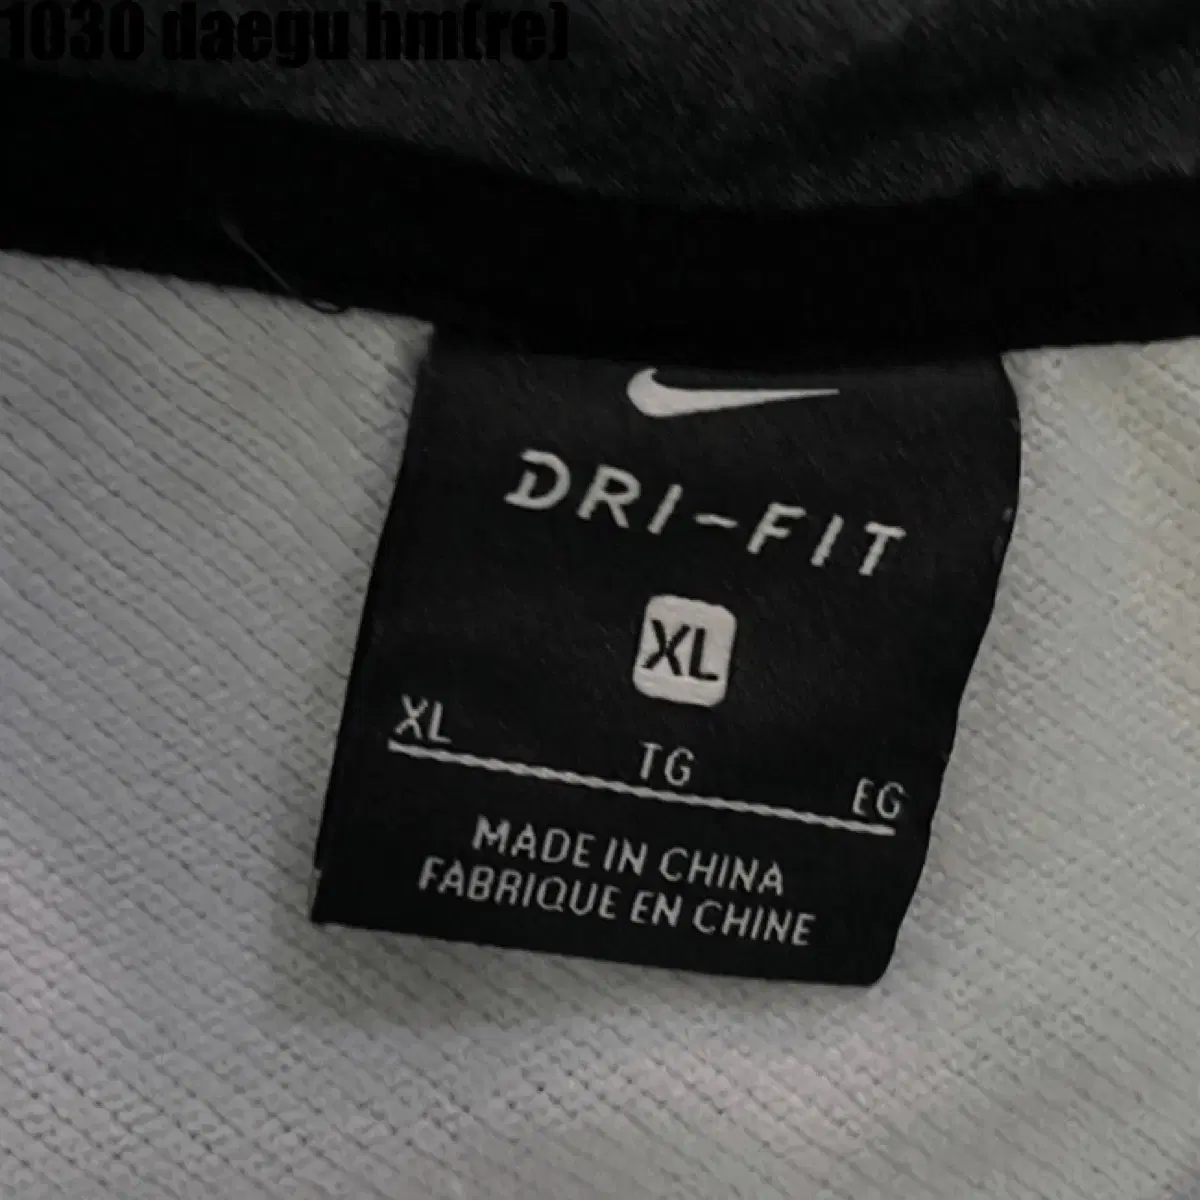 1030 daegu hm(re)
DRI-FIT
XL
XL TG EG
MADE IN CHINA
FABRIQUE EN CHINE